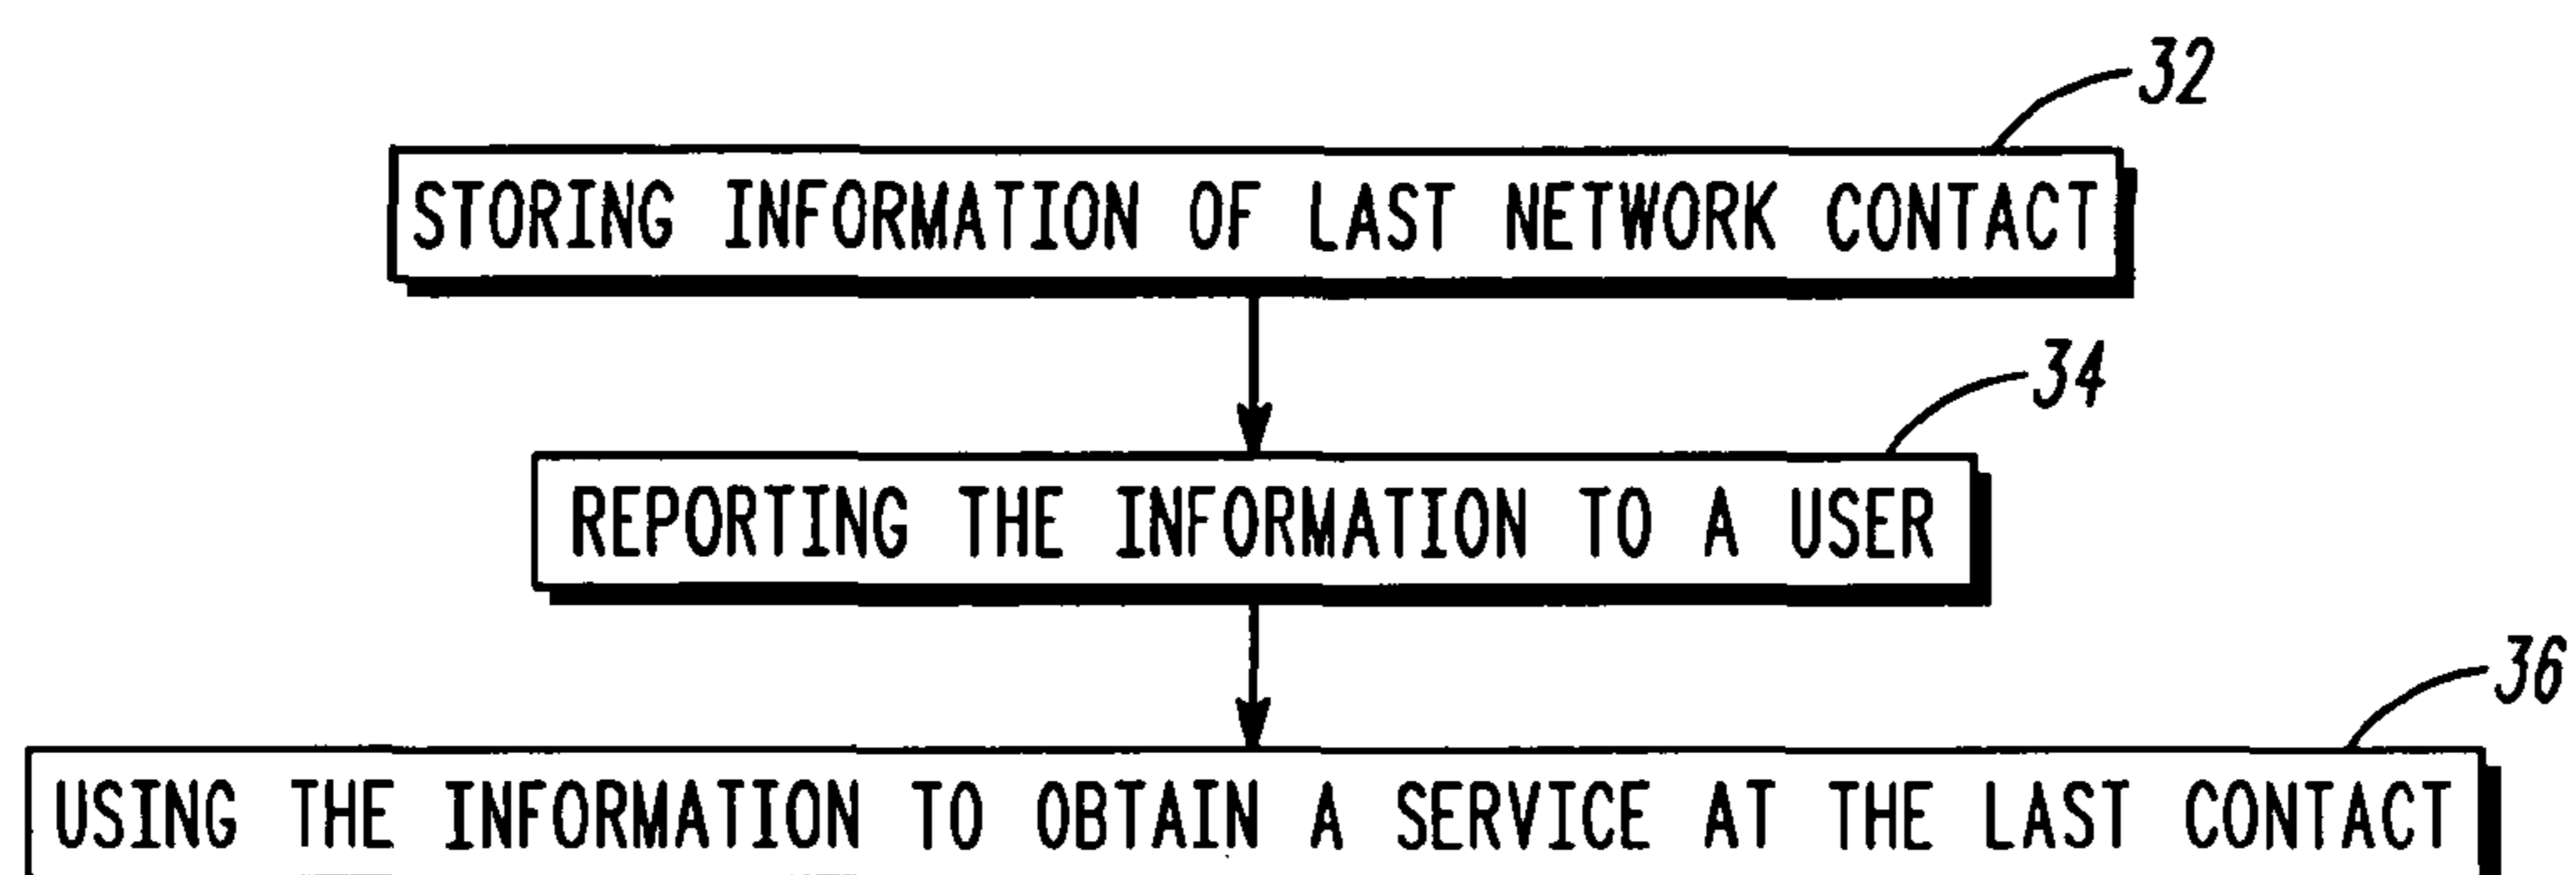 32
STORING INFORMATION OF LAST NETWORK CONTACT
34
REPORTING THE INFORMATION TO A USER
36
USING THE INFORMATION TO OBTAIN A SERVICE AT THE LAST CONTACT